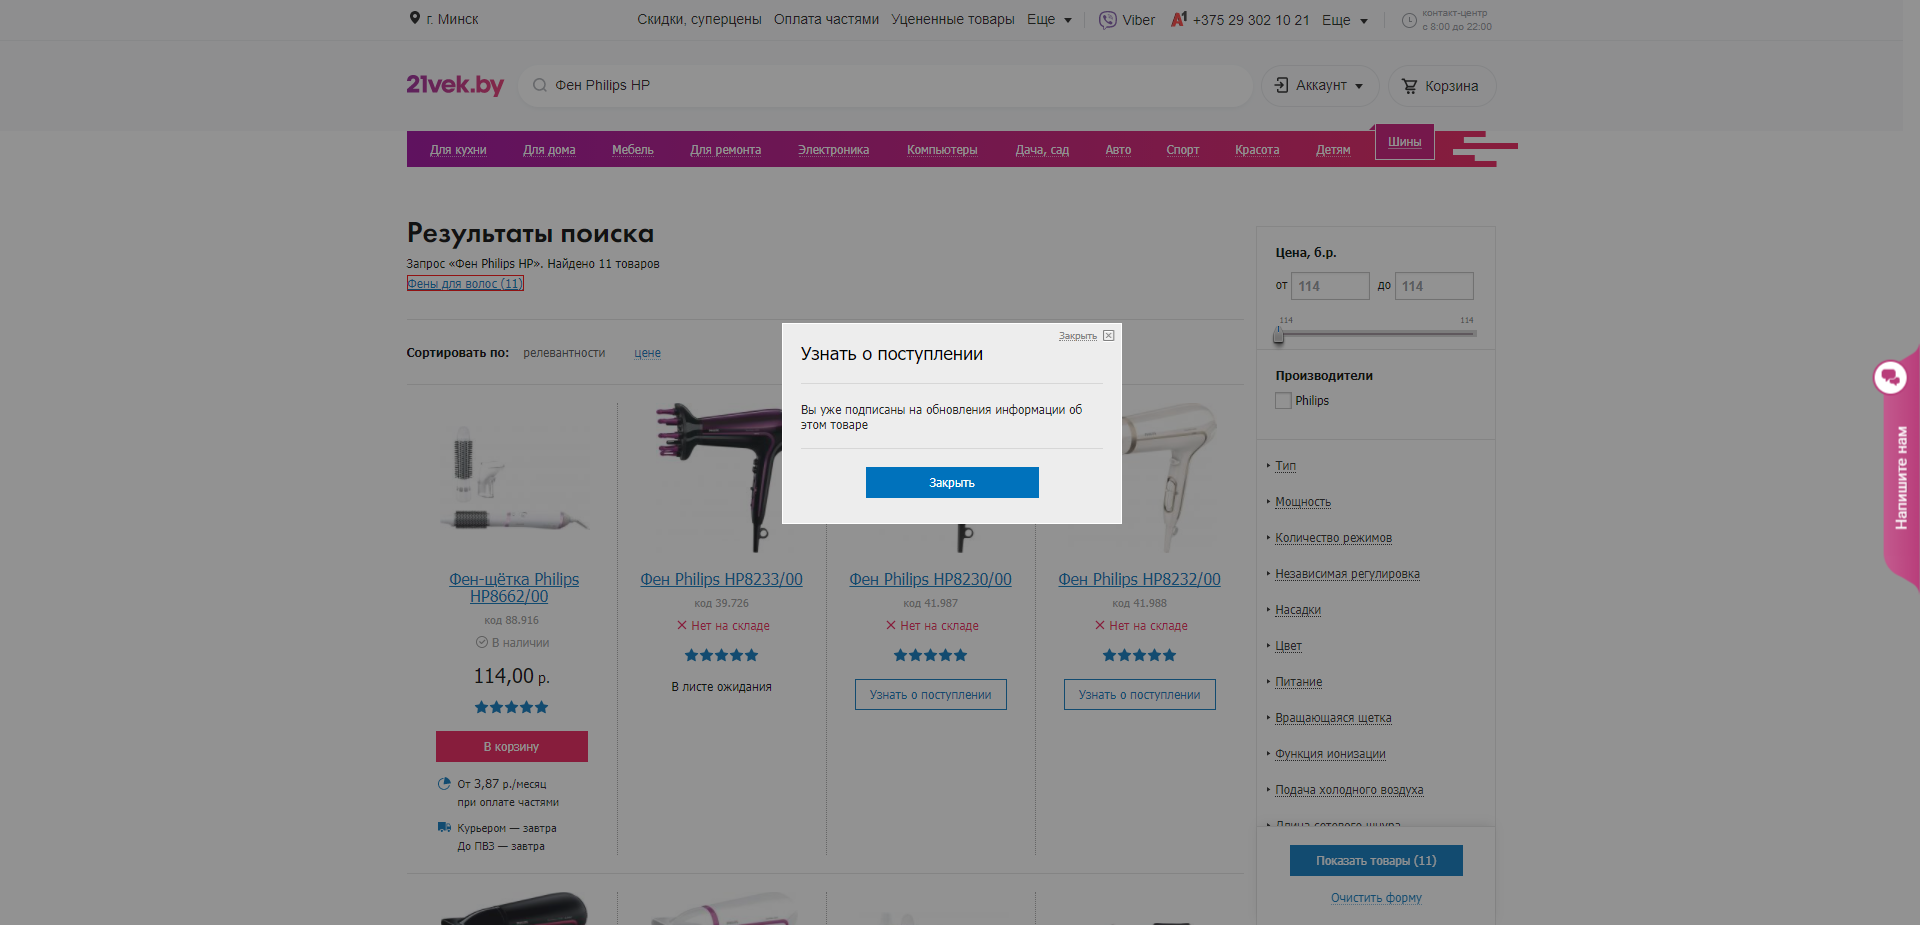 г. Минск
Скидки, суперцены Оплата частями Уцененные товары Еще
Viber
A1 +375 29 302 10 21 Еще
контакт-центр
с 8:00 до 22:00
21vek.by
Фен Philips HP
Аккаунт
Корзина
Для кухни Для дома Мебель Для ремонта Электроника Компьютеры Дача, сад Авто Спорт Красота Детям Шины
Результаты поиска
Запрос «Фен Philips HP». Найдено 11 товаров
Фены для волос (11)
Сортировать по: релевантности цене
Закрыть
Узнать о поступлении
Вы уже подписаны на обновления информации об
этом товаре
Закрыть
Фен-щётка Philips
HP8662/00
код 88.916
В наличии
114,00 р.
В корзину
От 3,87 р./месяц
при оплате частями
Курьером — завтра
До ПВЗ — завтра
Фен Philips HP8233/00
код 39.726
Нет на складе
В листе ожидания
Фен Philips HP8230/00
код 41.987
Нет на складе
Узнать о поступлении
Фен Philips HP8232/00
код 41.988
Нет на складе
Узнать о поступлении
Цена, б.р.
от 114 до 114
114 114
Производители
Philips
Тип
Мощность
Количество режимов
Независимая регулировка
Насадки
Цвет
Питание
Вращающаяся щетка
Функция ионизации
Подача холодного воздуха
Длина сетевого шнура
Показать товары (11)
Очистить форму
Напишите нам